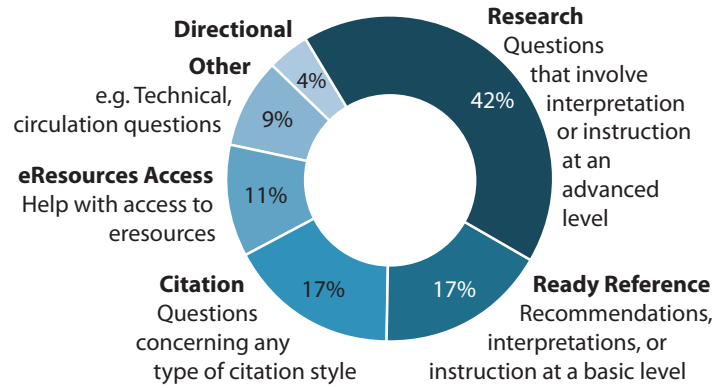 Research
Questions
that involve
interpretation
or instruction
at an
advanced
level
42%
Ready Reference
Recommendations,
interpretations, or
instruction at a basic level
17%
Citation
Questions
concerning any
type of citation style
17%
eResources Access
Help with access to
eresources
11%
Other
e.g. Technical,
circulation questions
9%
Directional
4%